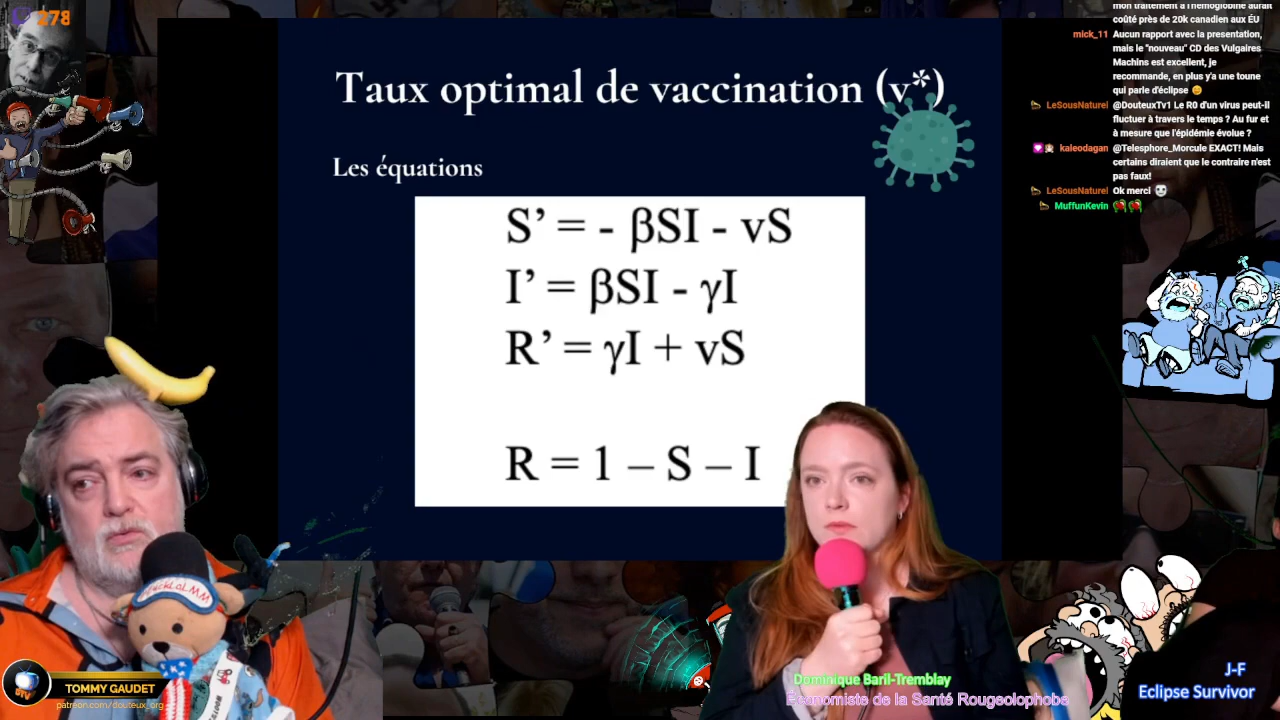 278
Taux optimal de vaccination (v*)
Les équations
S’ = - βSI - vS
I’ = βSI - γI
R’ = γI + vS
R = 1 – S – I
mon traitement à l'hémoglobine aurait
coûté près de 20k canadien aux ÉU
mick_11 Aucun rapport avec la presentation,
mais le "nouveau" CD des Vulgaires
Machins est excellent, je
recommande, en plus y'a une toune
qui parle d'éclipse
LeSousNaturel @DouteuxTv1 Le R0 d'un virus peut-il
fluctuer à travers le temps ? Au fur et
à mesure que l'épidémie évolue ?
kaleodagan @Telesphore_Morcule EXACT! Mais
certains diraient que le contraire n'est
pas faux!
LeSousNaturel Ok merci
MuffunKevin
DTV
TOMMY GAUDET
patreon.com/douteux_org
Dominique Baril-Tremblay
Économiste de la Santé Rougeolophobe
J-F
Eclipse Survivor